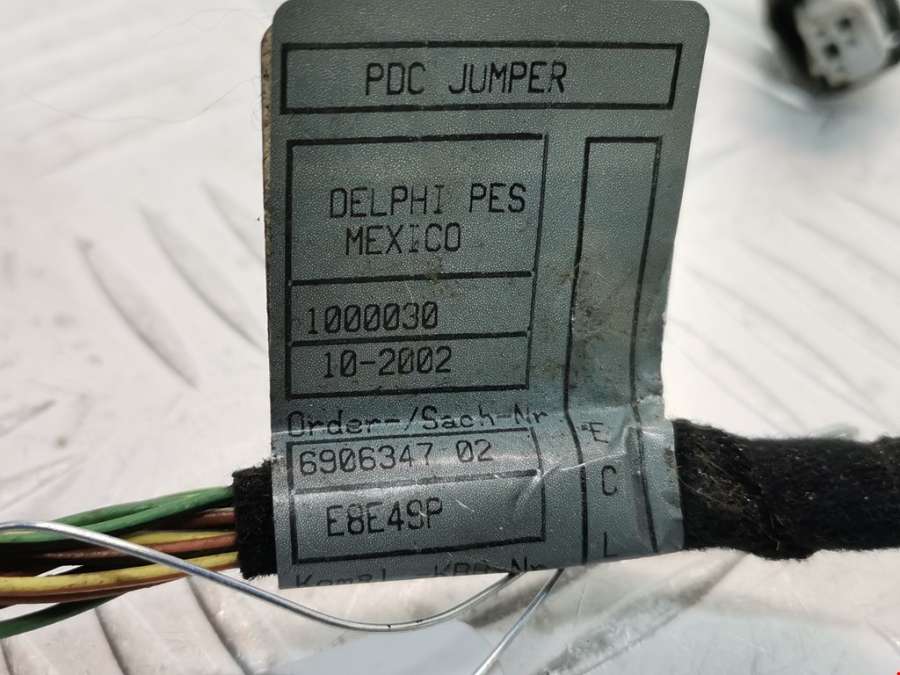 PDC JUMPER
DELPHI PES
MEXICO
1000030
10-2002
Order-/Sach-Nr
6906347 02
E8E4SP
E
C
L